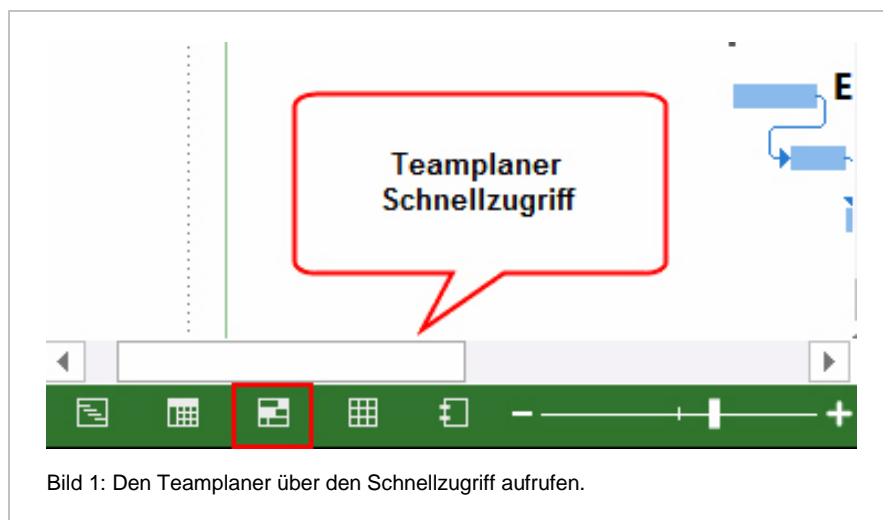 E
Teamplaner
Schnellzugriff
Bild 1: Den Teamplaner über den Schnellzugriff aufrufen.